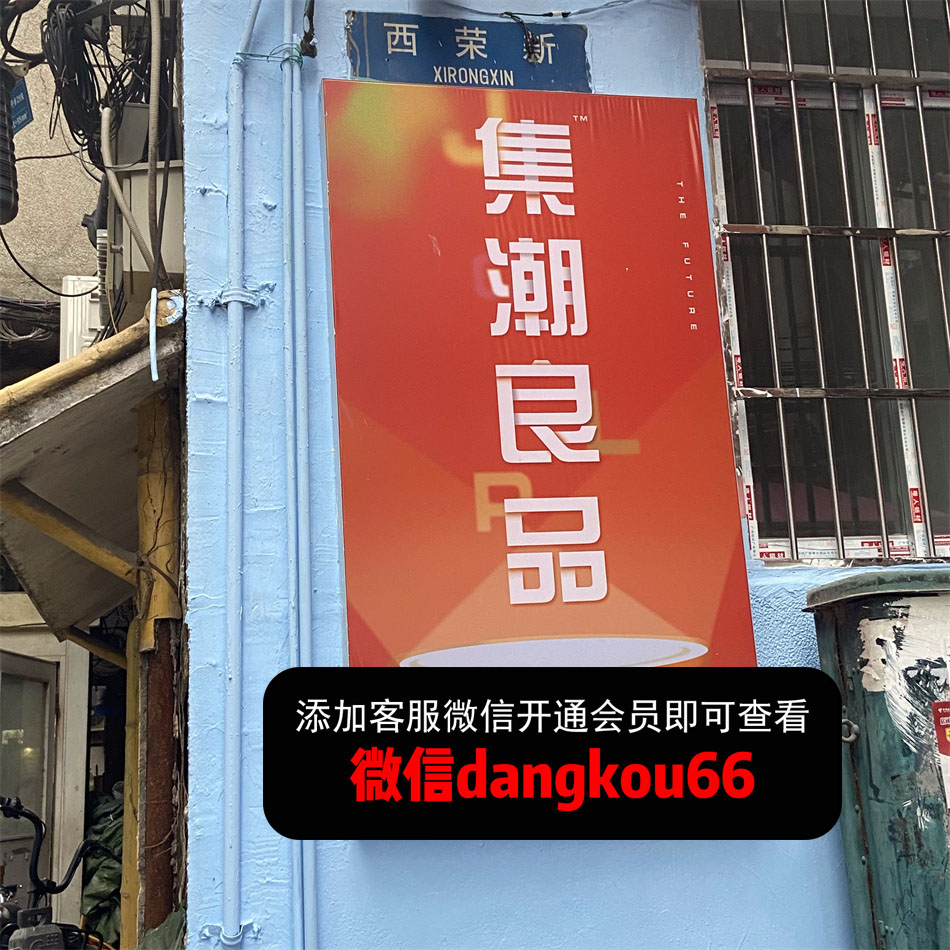 西荣新
XIRONGXIN
集潮良品
TM
THE FUTURE
J
C
L
P
添加客服微信开通会员即可查看
微信dangkou66